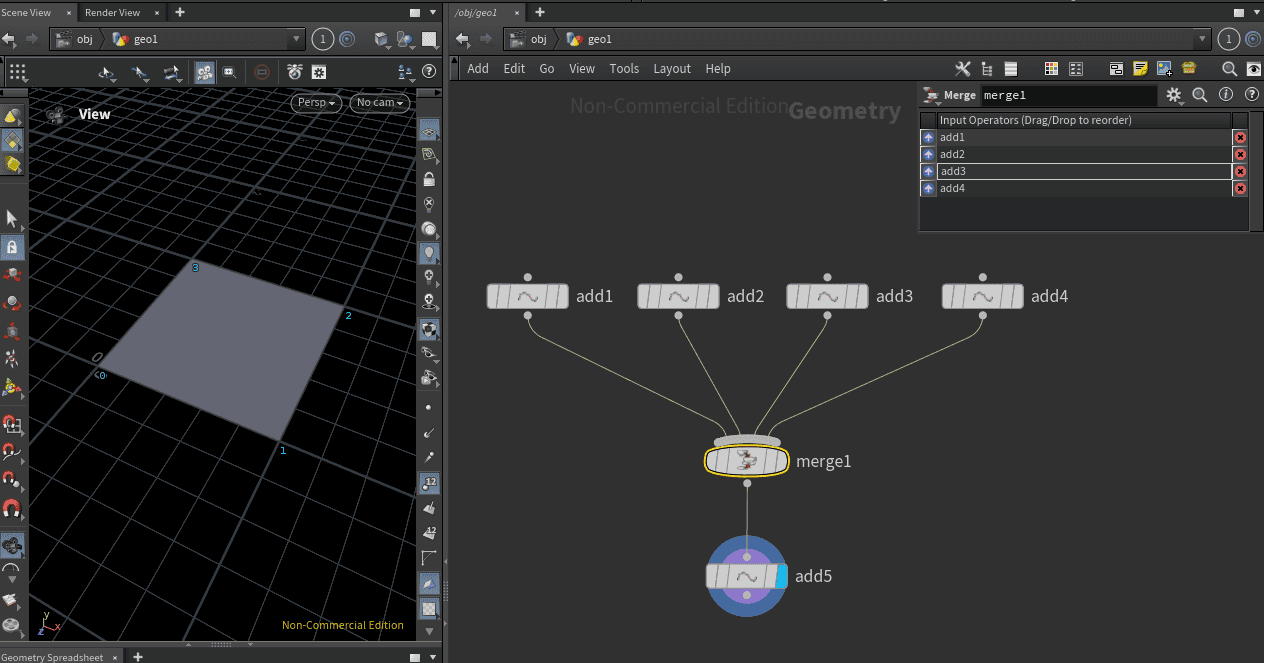 Scene View × Render View × +
/obj/geo1 × +
obj geo1 1
obj geo1 1
Add Edit Go View Tools Layout Help
View
Persp No cam
Non-Commercial Edition
Geometry
Merge merge1
Input Operators (Drag/Drop to reorder)
add1
add2
add3
add4
3
2
0
1
12
12
add1 add2 add3 add4
merge1
add5
y
z x
Non-Commercial Edition
Geometry Spreadsheet × +